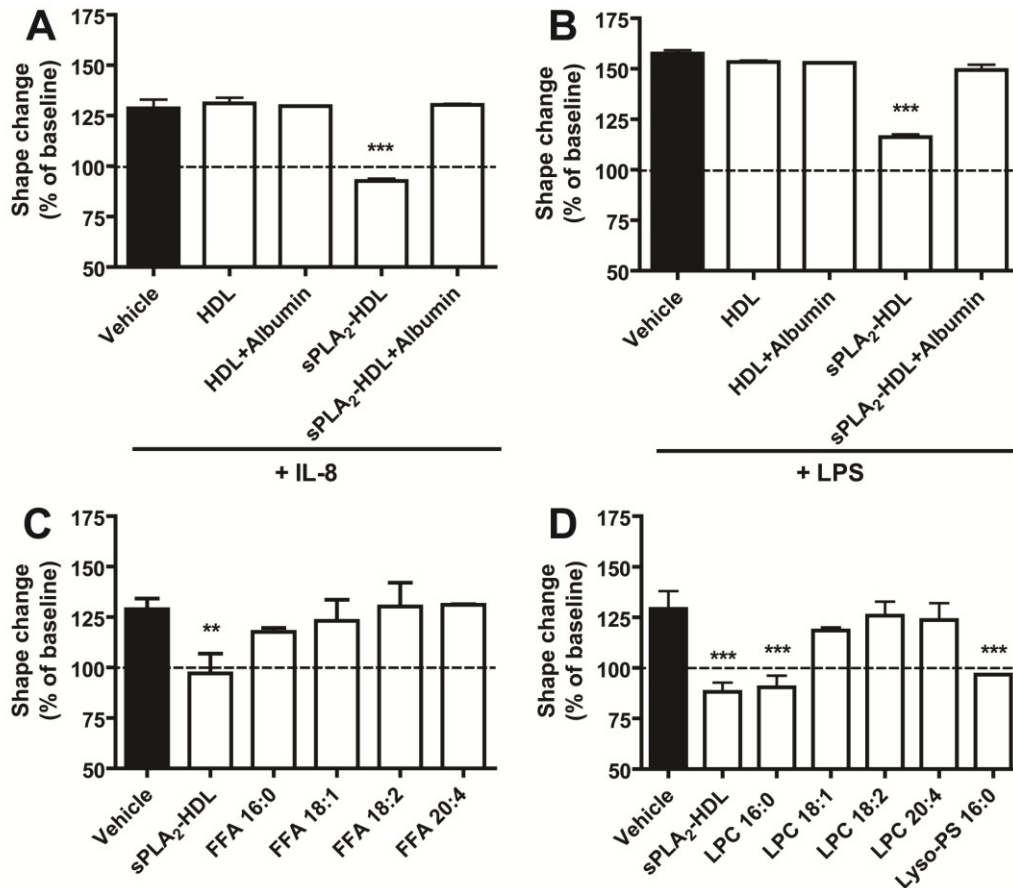 A
Shape change
(% of baseline)
175
150
125
100
75
50
***
Vehicle
HDL
HDL+Albumin
sPLA₂-HDL
sPLA₂-HDL+Albumin
+ IL-8
B
Shape change
(% of baseline)
175
150
125
100
75
50
***
Vehicle
HDL
HDL+Albumin
sPLA₂-HDL
sPLA₂-HDL+Albumin
+ LPS
C
Shape change
(% of baseline)
175
150
125
100
75
50
**
Vehicle
sPLA₂-HDL
FFA 16:0
FFA 18:1
FFA 18:2
FFA 20:4
D
Shape change
(% of baseline)
175
150
125
100
75
50
***
***
***
Vehicle
sPLA₂-HDL
LPC 16:0
LPC 18:1
LPC 18:2
LPC 20:4
Lyso-PS 16:0